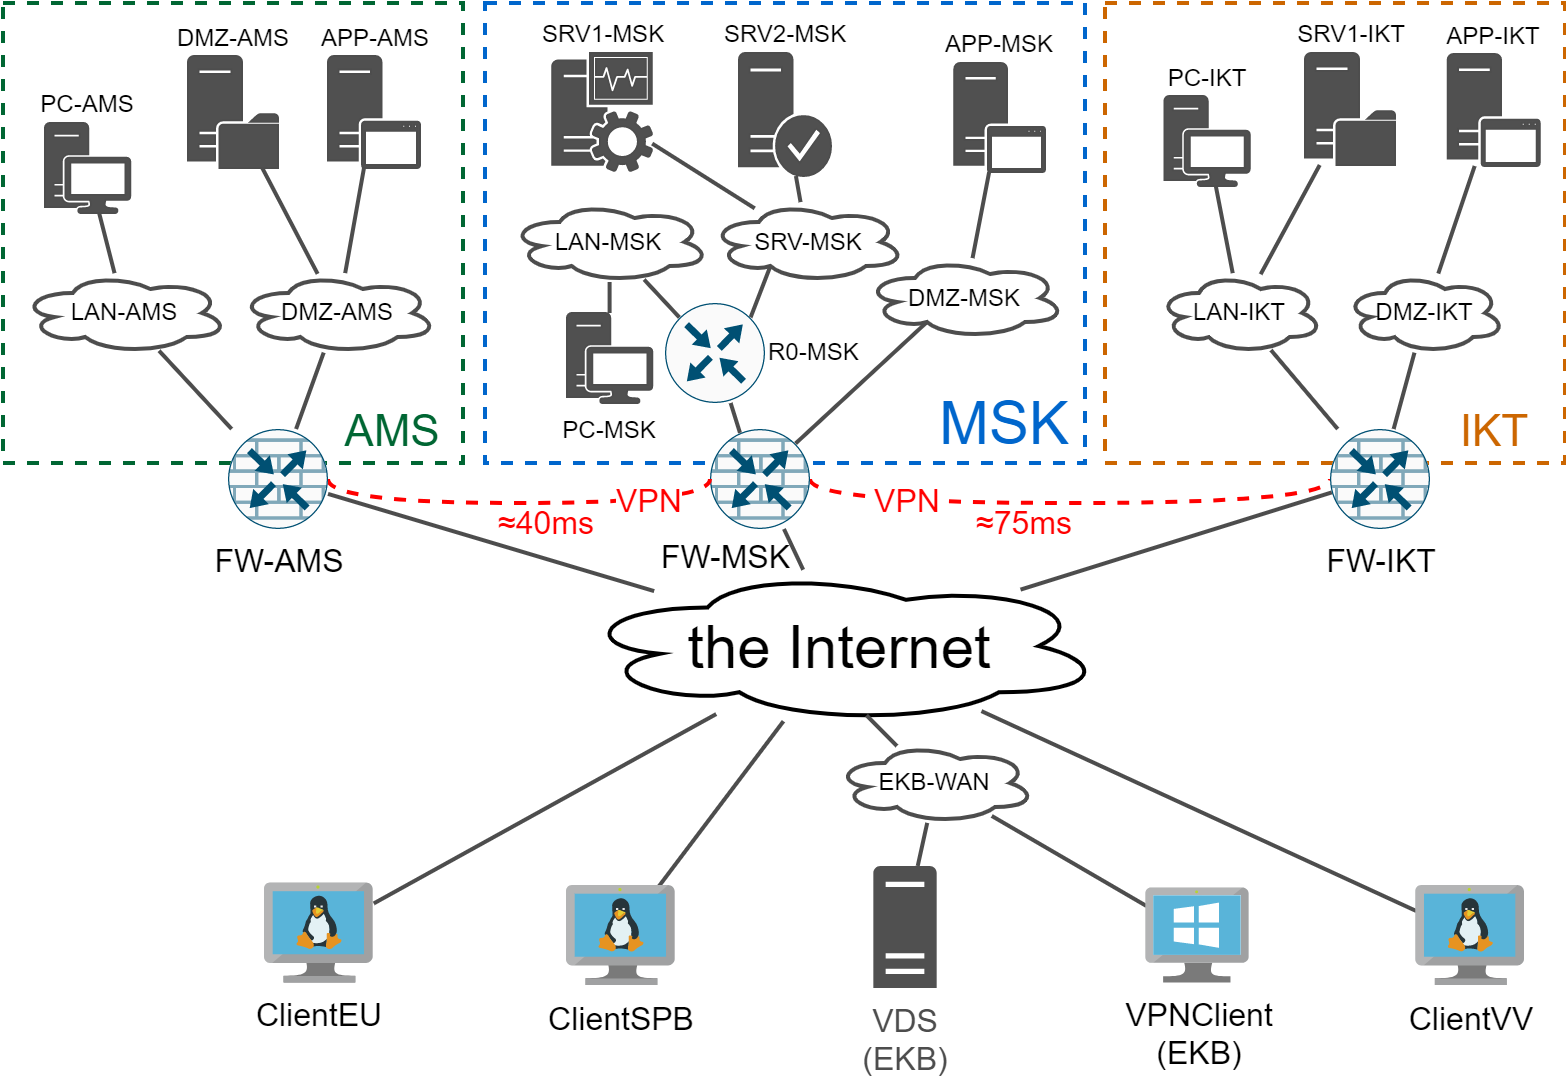 DMZ-AMS
APP-AMS
PC-AMS
LAN-AMS
DMZ-AMS
AMS
SRV1-MSK
SRV2-MSK
APP-MSK
LAN-MSK
SRV-MSK
DMZ-MSK
R0-MSK
PC-MSK
MSK
SRV1-IKT
APP-IKT
PC-IKT
LAN-IKT
DMZ-IKT
IKT
VPN
≈40ms
VPN
≈75ms
FW-AMS
FW-MSK
FW-IKT
the Internet
EKB-WAN
ClientEU
ClientSPB
VDS
(EKB)
VPNClient
(EKB)
ClientVV